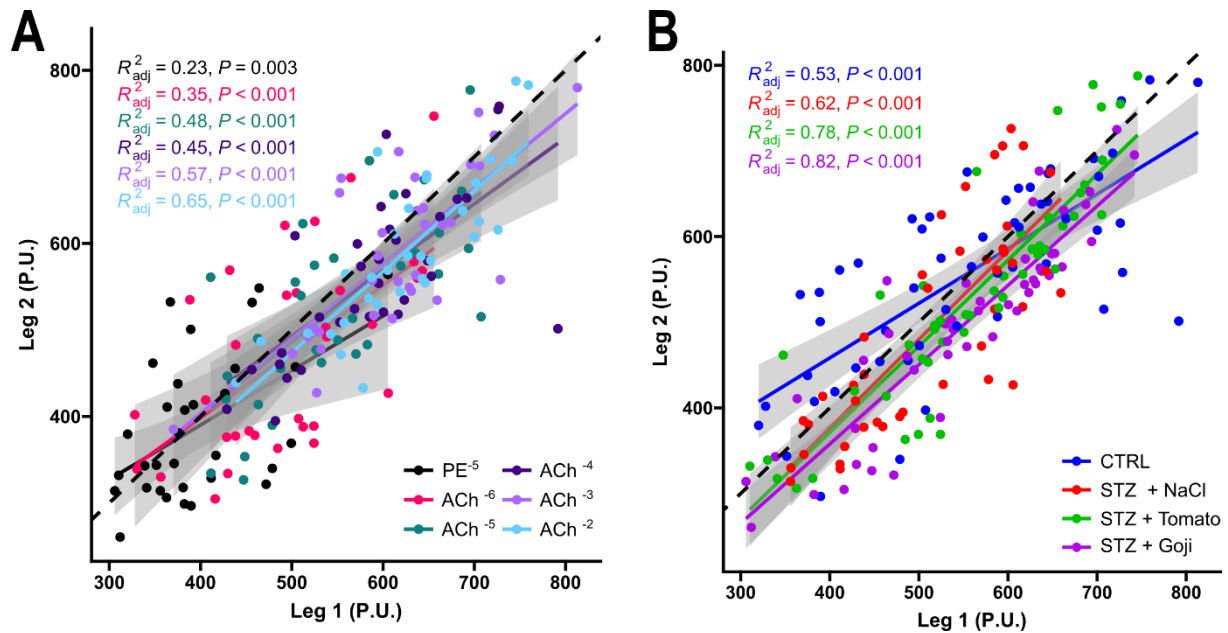 A
R²adj = 0.23, P = 0.003
R²adj = 0.35, P < 0.001
R²adj = 0.48, P < 0.001
R²adj = 0.45, P < 0.001
R²adj = 0.57, P < 0.001
R²adj = 0.65, P < 0.001
800
600
400
Leg 2 (P.U.)
PE⁻⁵
ACh ⁻⁶
ACh ⁻⁵
ACh ⁻⁴
ACh ⁻³
ACh ⁻²
300 400 500 600 700 800
Leg 1 (P.U.)
B
R²adj = 0.53, P < 0.001
R²adj = 0.62, P < 0.001
R²adj = 0.78, P < 0.001
R²adj = 0.82, P < 0.001
800
600
400
Leg 2 (P.U.)
CTRL
STZ + NaCl
STZ + Tomato
STZ + Goji
300 400 500 600 700 800
Leg 1 (P.U.)